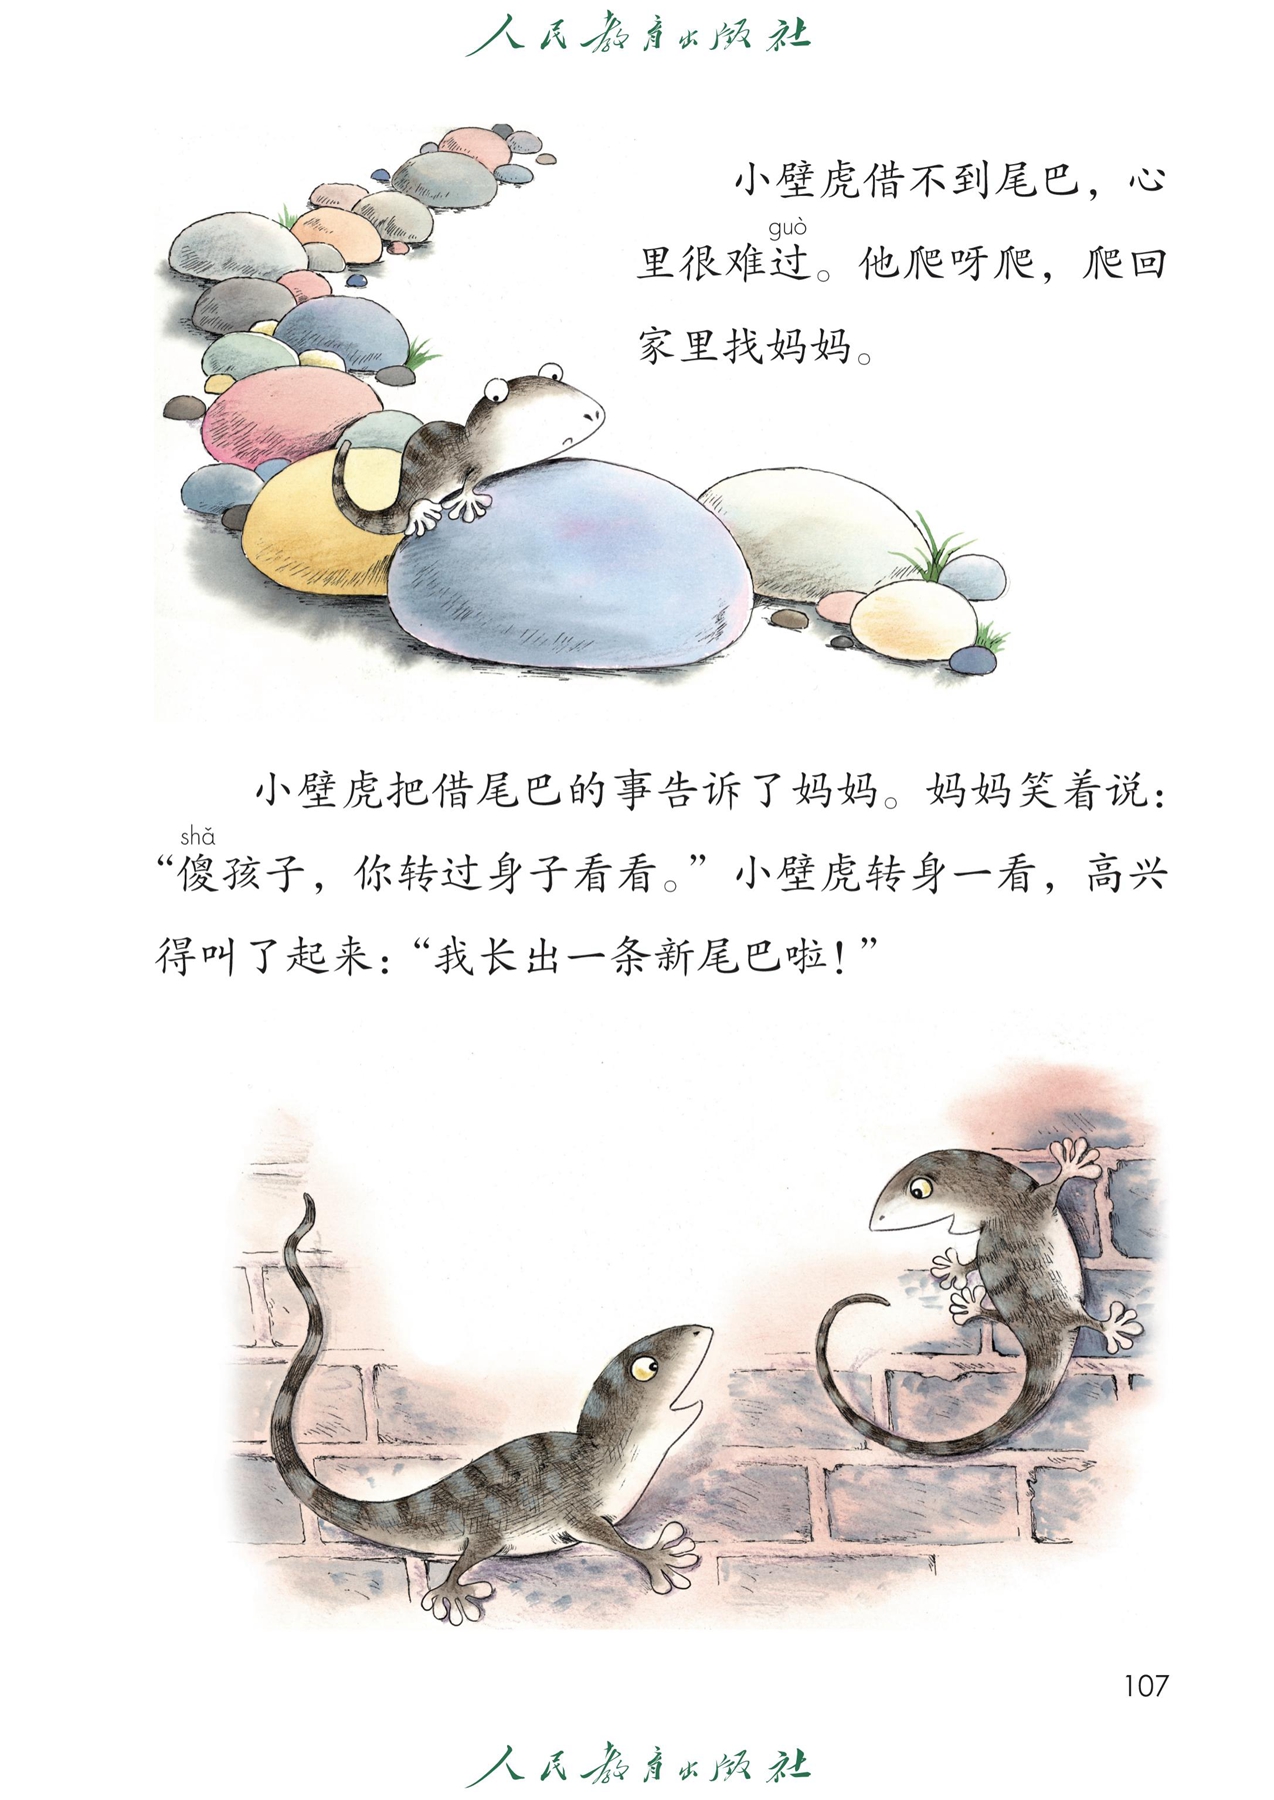 人民教育出版社
小壁虎借不到尾巴，心
guò
里很难过。他爬呀爬，爬回
家里找妈妈。
小壁虎把借尾巴的事告诉了妈妈。妈妈笑着说：
shǎ
“傻孩子，你转过身子看看。”小壁虎转身一看，高兴
得叫了起来：“我长出一条新尾巴啦！”
107
人民教育出版社